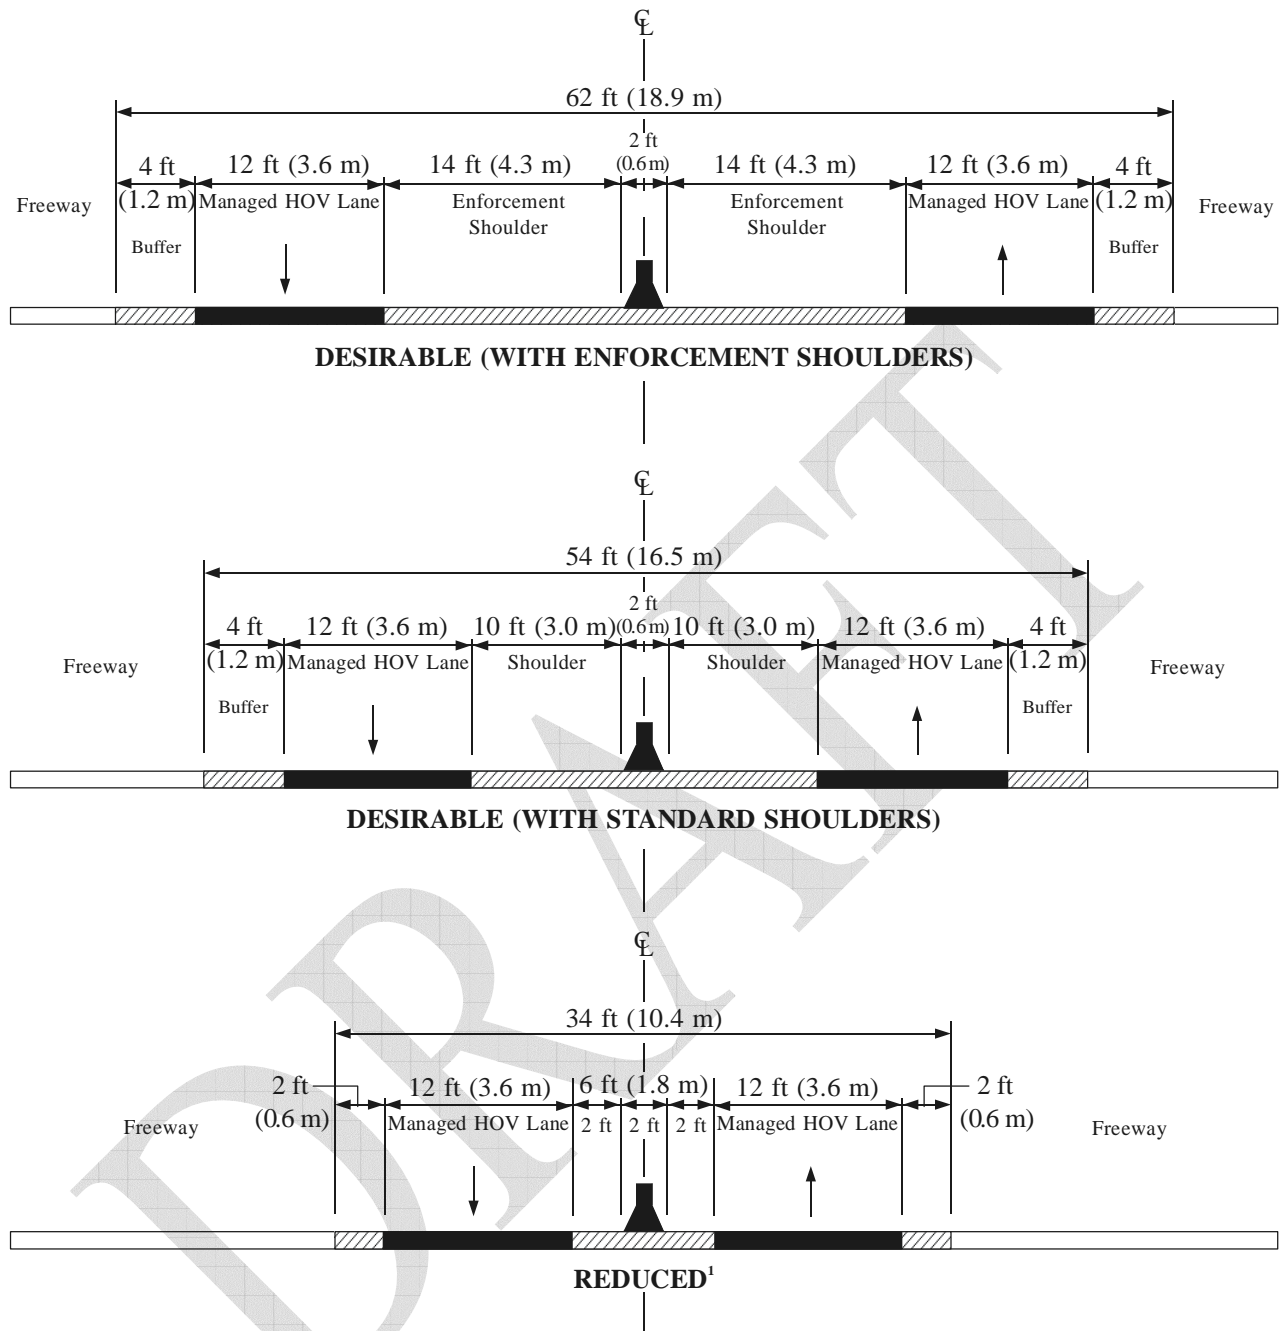 ℄
62 ft (18.9 m)
2 ft
(0.6 m)
4 ft
(1.2 m)
12 ft (3.6 m)
14 ft (4.3 m)
14 ft (4.3 m)
12 ft (3.6 m)
4 ft
(1.2 m)
Freeway
Buffer
Managed HOV Lane
Enforcement
Shoulder
Enforcement
Shoulder
Managed HOV Lane
Buffer
Freeway
DESIRABLE (WITH ENFORCEMENT SHOULDERS)
℄
54 ft (16.5 m)
2 ft
(0.6 m)
4 ft
(1.2 m)
12 ft (3.6 m)
10 ft (3.0 m)
10 ft (3.0 m)
12 ft (3.6 m)
4 ft
(1.2 m)
Freeway
Buffer
Managed HOV Lane
Shoulder
Shoulder
Managed HOV Lane
Buffer
Freeway
DESIRABLE (WITH STANDARD SHOULDERS)
℄
34 ft (10.4 m)
2 ft
(0.6 m)
12 ft (3.6 m)
6 ft (1.8 m)
12 ft (3.6 m)
2 ft
(0.6 m)
Freeway
Managed HOV Lane
2 ft
2 ft
2 ft
Managed HOV Lane
Freeway
REDUCED¹
DRAFT